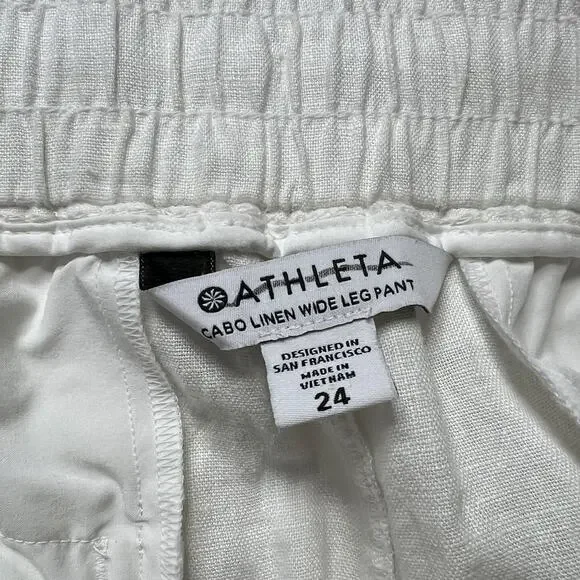 ATHLETA
CABO LINEN WIDE LEG PANT
DESIGNED IN
SAN FRANCISCO
MADE IN
VIETNAM
24